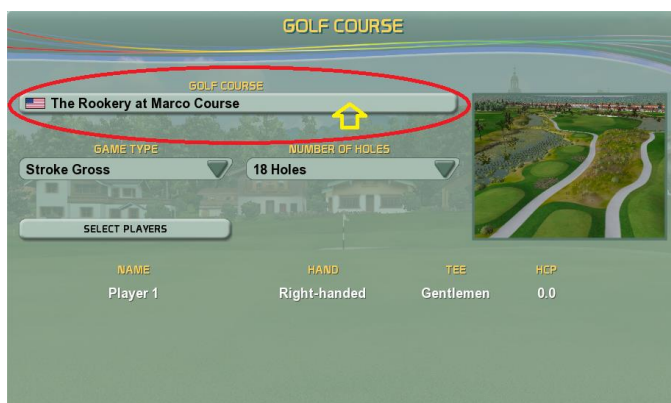 GOLF COURSE
GOLF COURSE
The Rookery at Marco Course
GAME TYPE NUMBER OF HOLES
Stroke Gross 18 Holes
SELECT PLAYERS
NAME HAND TEE HCP
Player 1 Right-handed Gentlemen 0.0